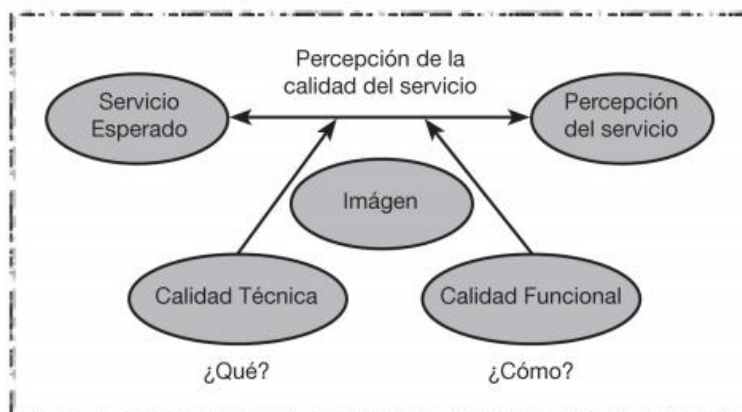 Percepción de la
calidad del servicio
Servicio
Esperado
Percepción
del servicio
Imágen
Calidad Técnica
Calidad Funcional
¿Qué?
¿Cómo?